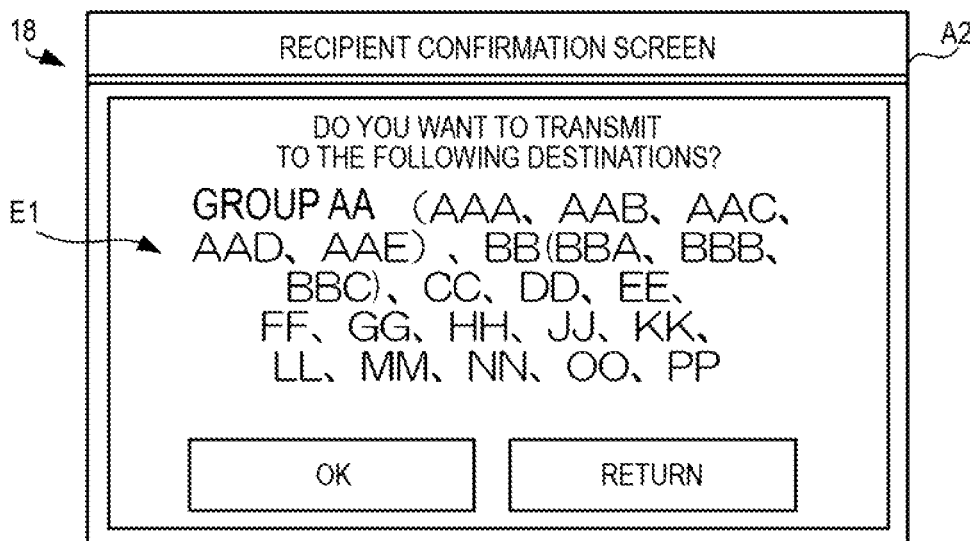 18
A2
RECIPIENT CONFIRMATION SCREEN
DO YOU WANT TO TRANSMIT
TO THE FOLLOWING DESTINATIONS?
E1
GROUP AA (AAA、AAB、AAC、
AAD、AAE)、BB(BBA、BBB、
BBC)、CC、DD、EE、
FF、GG、HH、JJ、KK、
LL、MM、NN、OO、PP
OK
RETURN